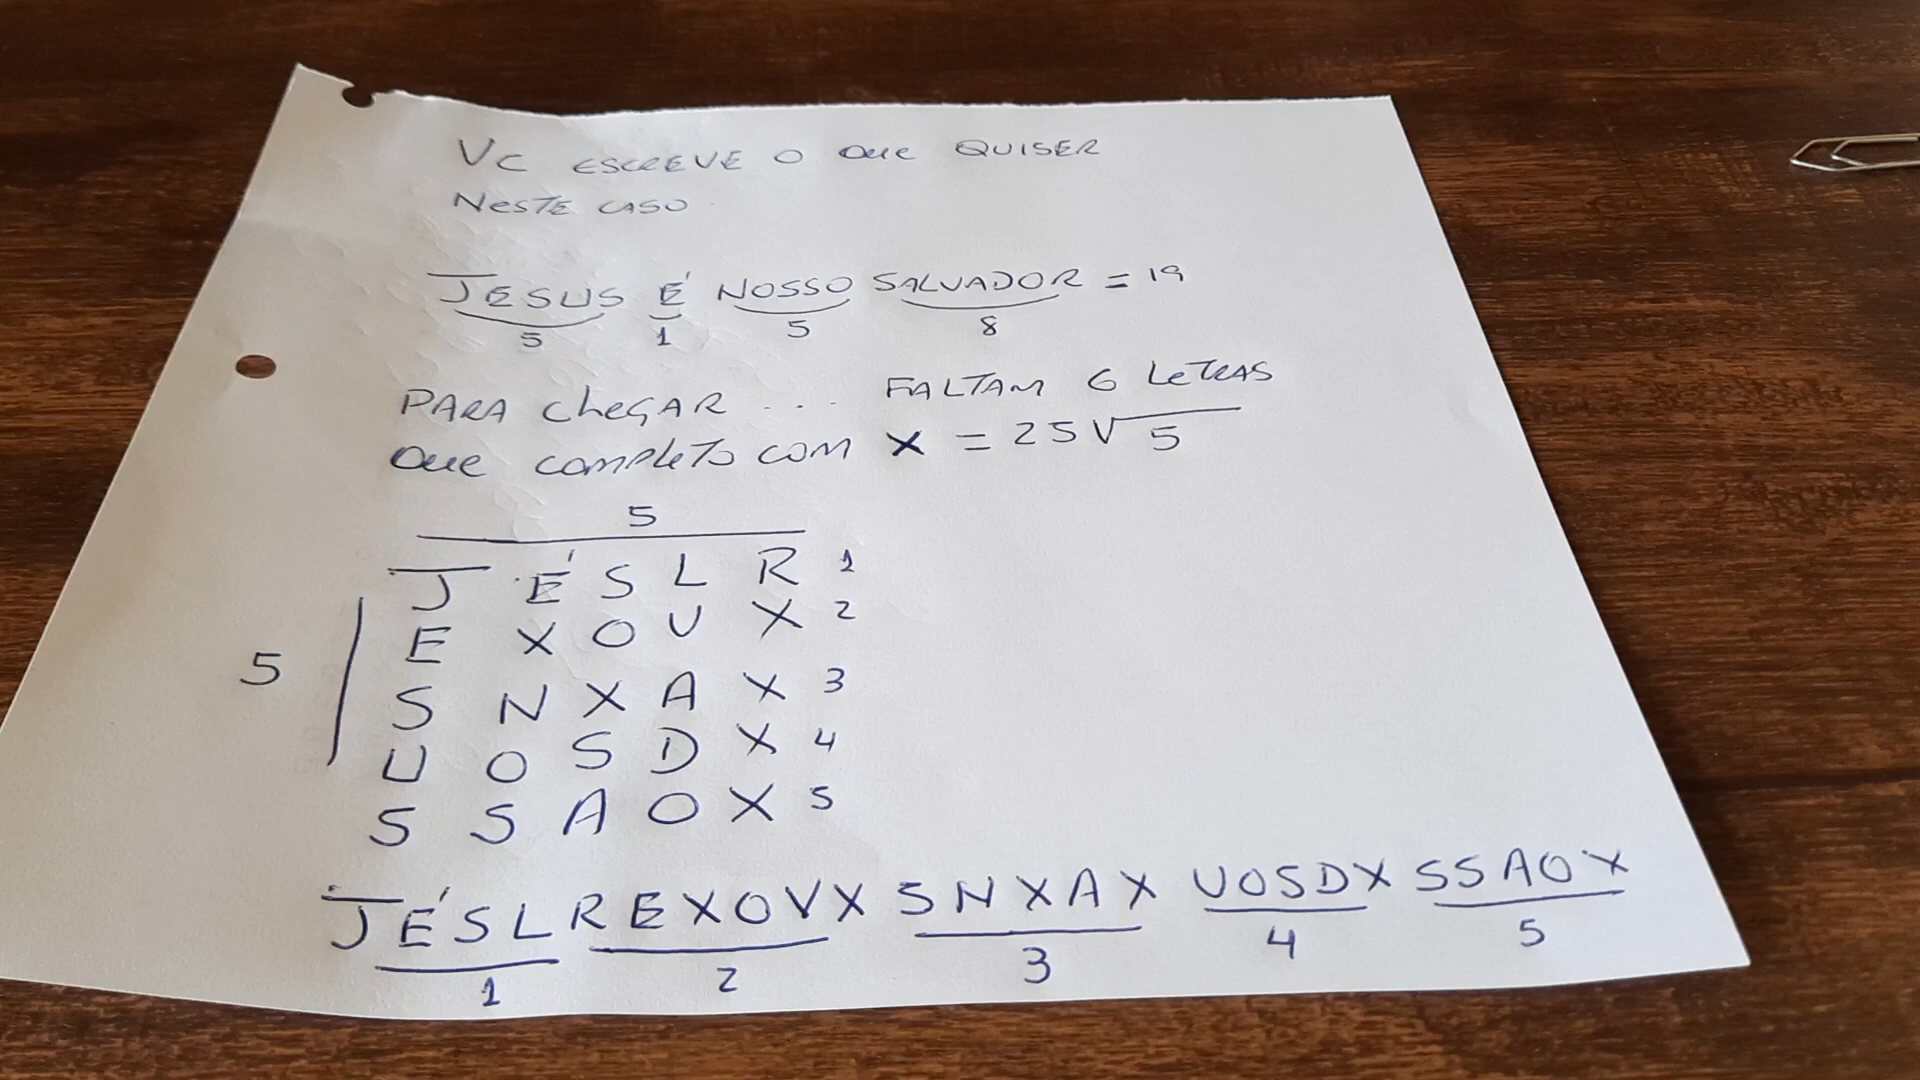 Vc ESCREVE O QUE QUISER
NESTE CASO
JESUS É NOSSO SALVADOR = 19
5 1 5 8
PARA CHEGAR ... FALTAM 6 LETRAS
QUE COMPLETO COM X = 25√5
5
J É S L R 1
E X O V X 2
5
S N X A X 3
U O S D X 4
S S A O X 5
JÉSLR EXOVX SNXAX UOSDX SSAOX
1 2 3 4 5